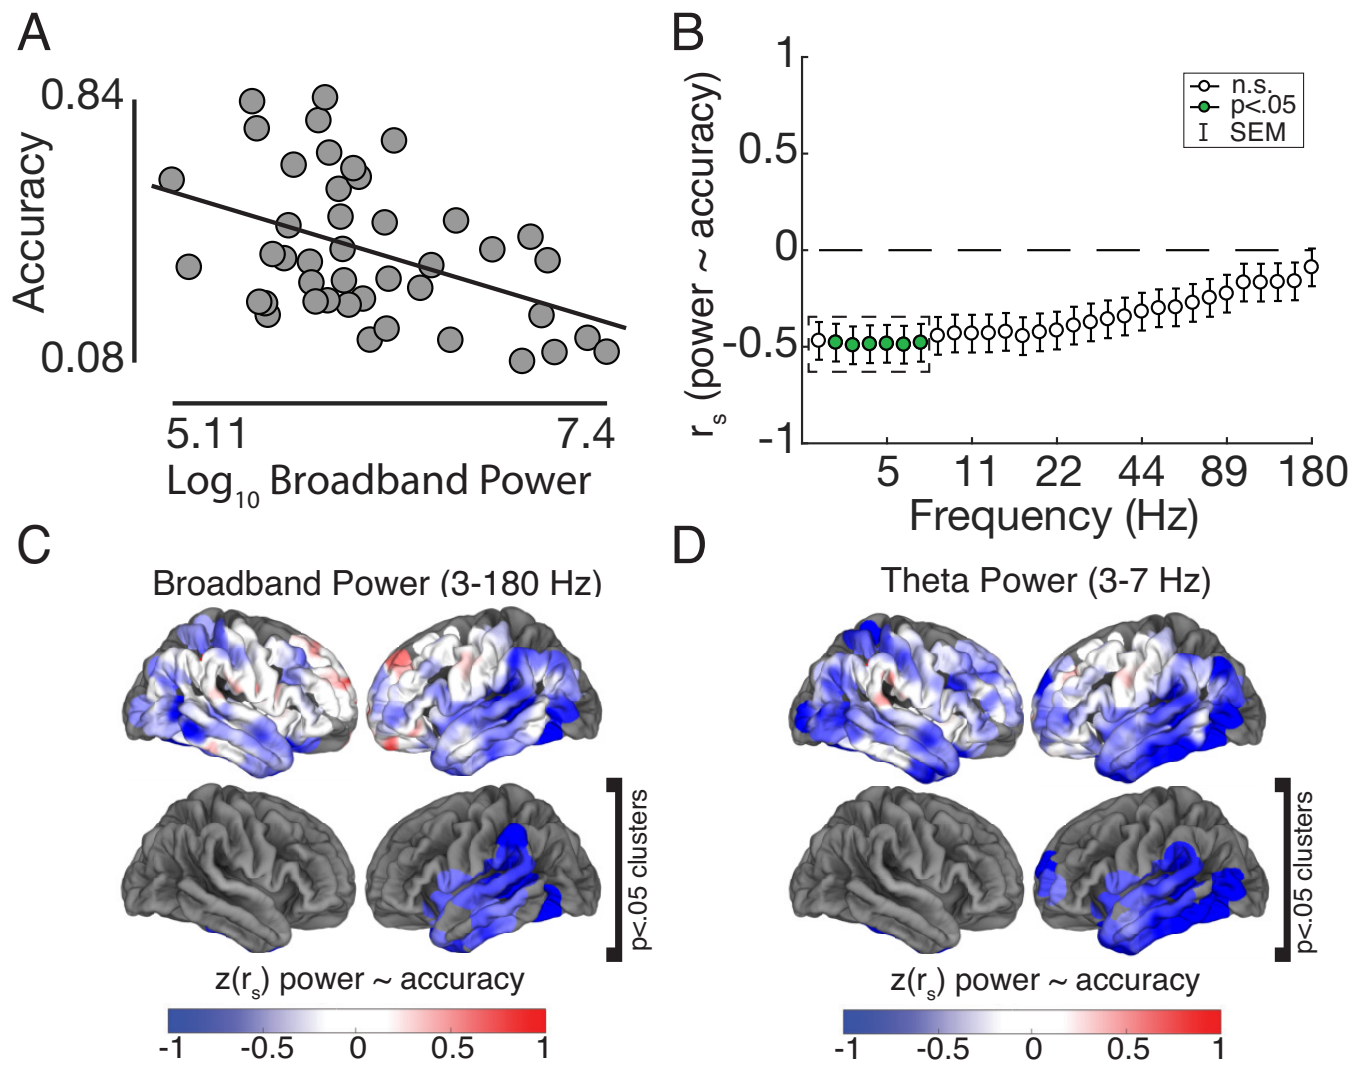 A
0.84
Accuracy
0.08
5.11 7.4
Log10 Broadband Power
B
1
0.5
0
-0.5
-1
rs (power ~ accuracy)
n.s.
p<.05
SEM
5 11 22 44 89 180
Frequency (Hz)
C
Broadband Power (3-180 Hz)
p<.05 clusters
z(rs) power ~ accuracy
-1 -0.5 0 0.5 1
D
Theta Power (3-7 Hz)
p<.05 clusters
z(rs) power ~ accuracy
-1 -0.5 0 0.5 1